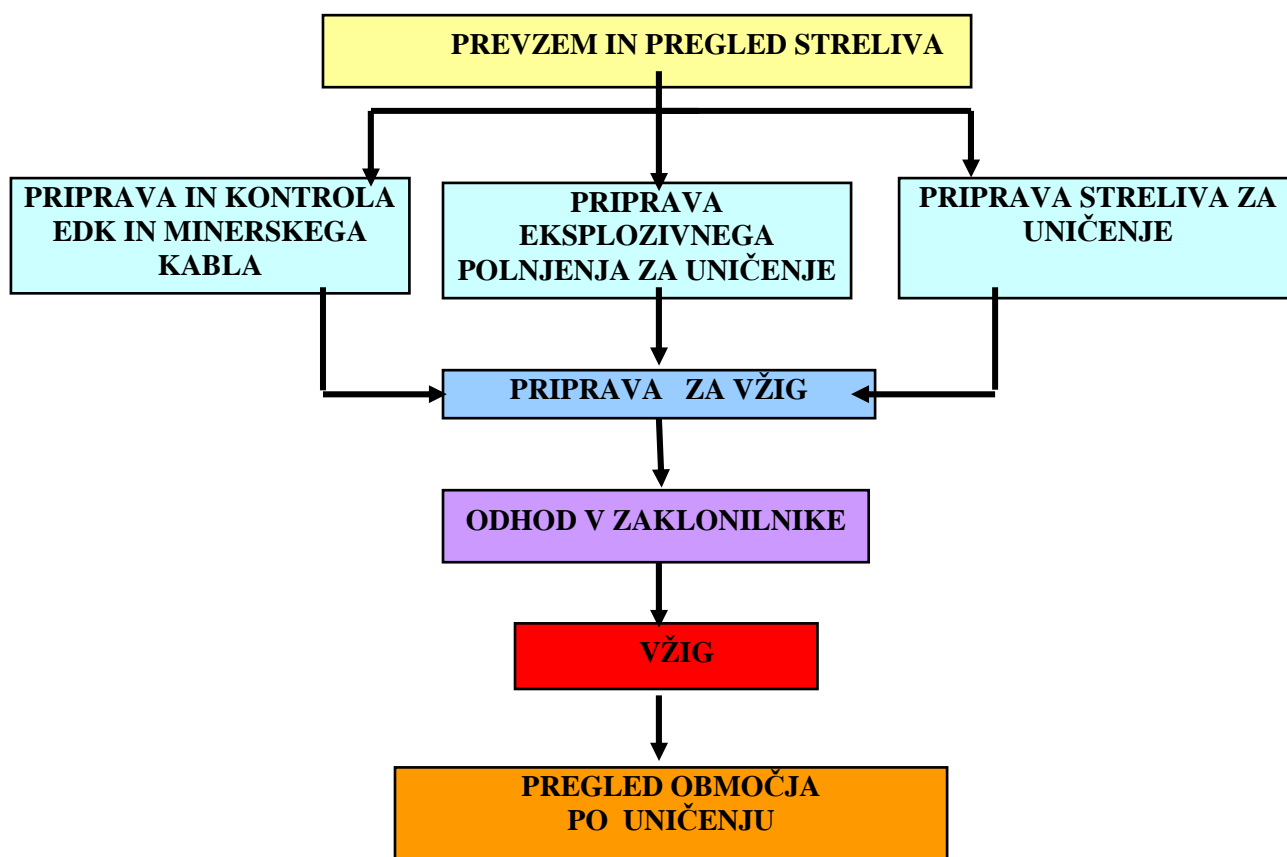 PREVZEM IN PREGLED STRELIVA
PRIPRAVA IN KONTROLA
EDK IN MINERSKEGA
KABLA
PRIPRAVA
EKSPLOZIVNEGA
POLNJENJA ZA UNIČENJE
PRIPRAVA STRELIVA ZA
UNIČENJE
PRIPRAVA ZA VŽIG
ODHOD V ZAKLONILNIKE
VŽIG
PREGLED OBMOČJA
PO UNIČENJU